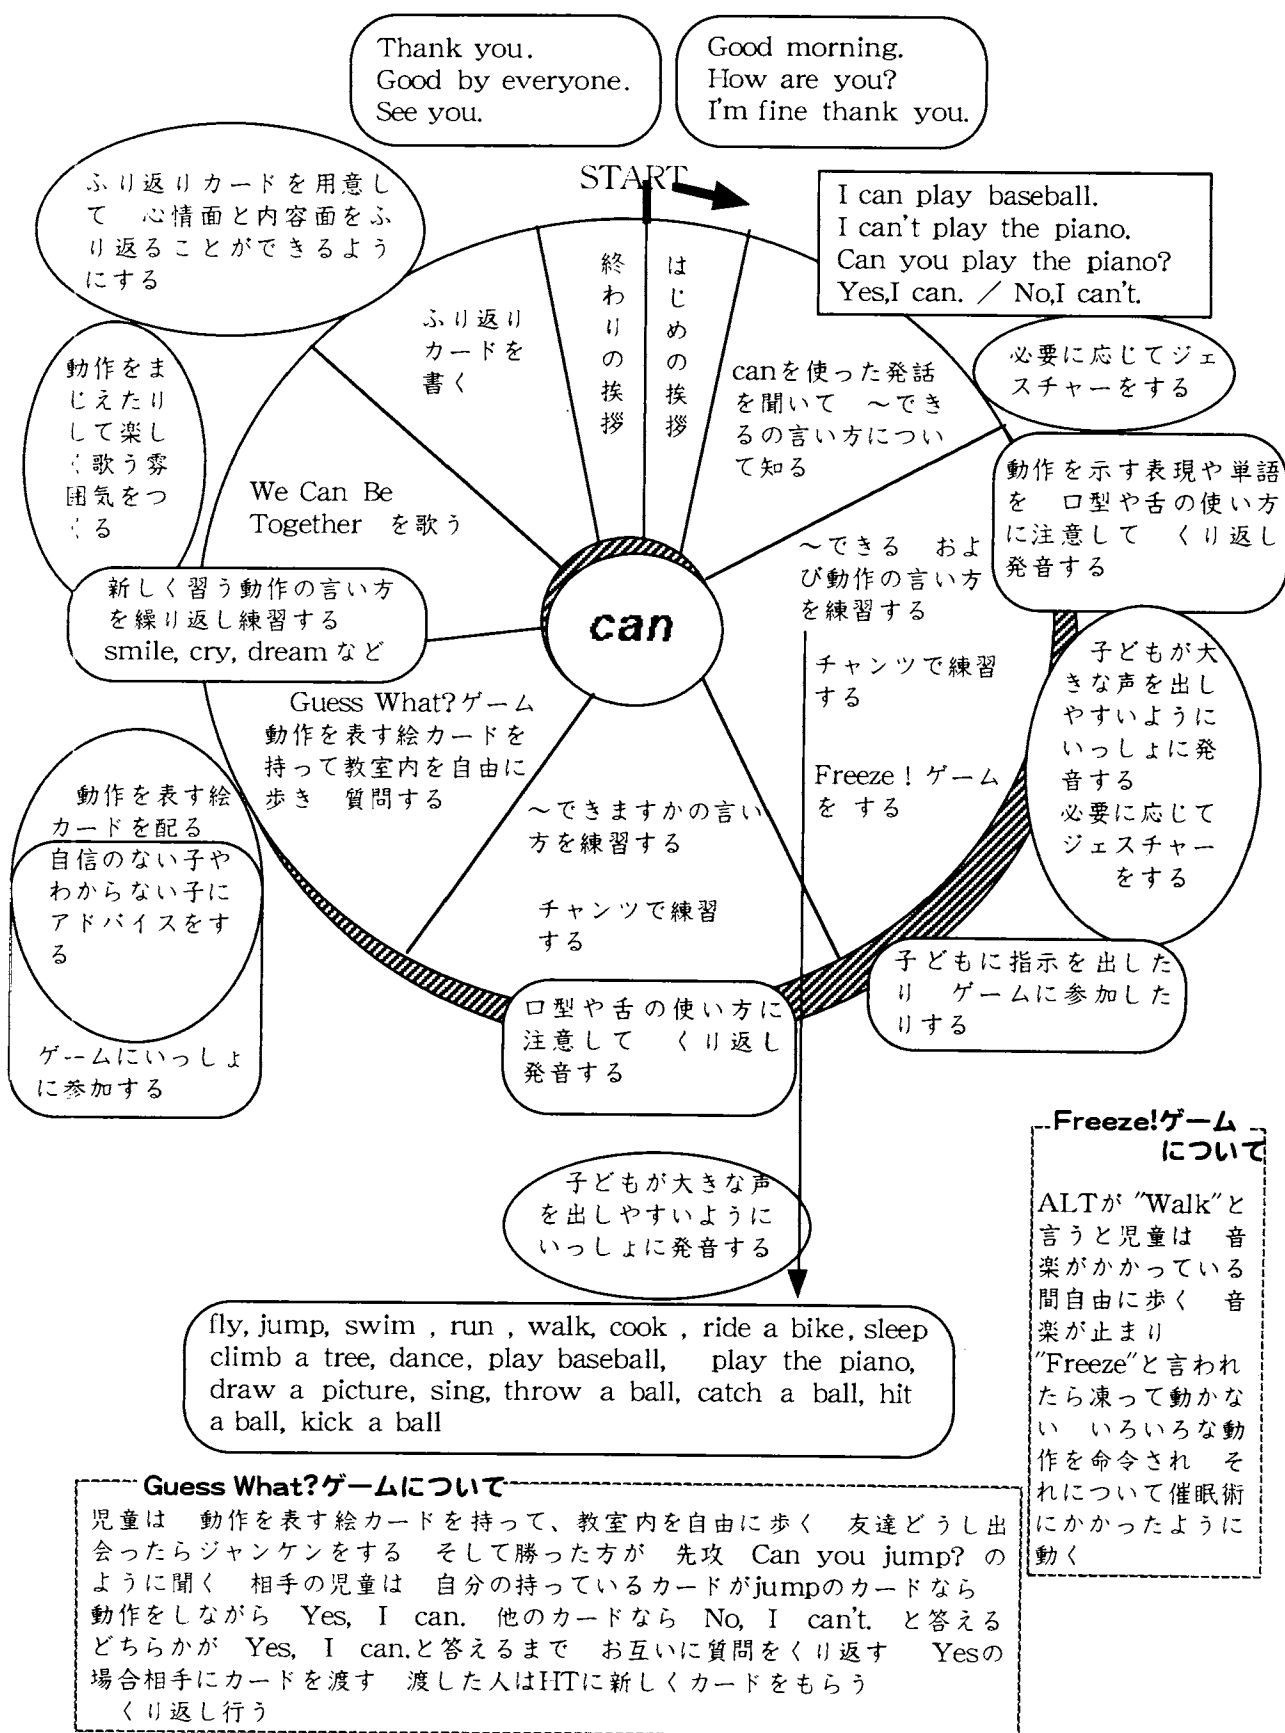 Thank you.
Good by everyone.
See you.
Good morning.
How are you?
I'm fine thank you.
START
I can play baseball.
I can't play the piano.
Can you play the piano?
Yes,I can. ／ No,I can't.
ふり返りカードを用意し
て　心情面と内容面をふ
り返ることができるよう
にする
終わりの挨拶
はじめの挨拶
ふり返り
カードを
書く
canを使った発話
を聞いて　～でき
るの言い方につい
て知る
必要に応じてジェ
スチャーをする
動作をま
じえたり
して楽し
く歌う雰
囲気をつ
くる
We Can Be
Together　を歌う
動作を示す表現や単語
を　口型や舌の使い方
に注意して　くり返し
発音する
～できる　およ
び動作の言い方
を練習する
新しく習う動作の言い方
を繰り返し練習する
smile, cry, dream など
can
チャンツで練習
する
子どもが大
きな声を出し
やすいように
いっしょに発
音する
必要に応じて
ジェスチャー
をする
Guess What?ゲーム
動作を表す絵カードを
持って教室内を自由に
歩き　質問する
Freeze！ゲーム
を する
動作を表す絵
カードを配る
自信のない子や
わからない子に
アドバイスをす
る
ゲームにいっしょ
に参加する
～できますかの言い
方を練習する
チャンツで練習
する
子どもに指示を出した
り　ゲームに参加した
りする
口型や舌の使い方に
注意して　くり返し
発音する
子どもが大きな声
を出しやすいように
いっしょに発音する
fly, jump, swim , run , walk, cook , ride a bike, sleep
climb a tree, dance, play baseball,　play the piano,
draw a picture, sing, throw a ball, catch a ball, hit
a ball, kick a ball
Freeze!ゲーム
について
ALTが ″Walk″と
言うと児童は　音
楽がかかっている
間自由に歩く　音
楽が止まり
″Freeze″と言われ
たら凍って動かな
い　いろいろな動
作を命令され　そ
れについて催眠術
にかかったように
動く
Guess What?ゲームについて
児童は　動作を表す絵カードを持って、教室内を自由に歩く　友達どうし出
会ったらジャンケンをする　そして勝った方が　先攻　Can you jump? の
ように聞く　相手の児童は　自分の持っているカードがjumpのカードなら
動作をしながら　Yes, I can.　他のカードなら　No, I can't.　と答える
どちらかが　Yes, I can.と答えるまで　お互いに質問をくり返す　Yesの
場合相手にカードを渡す　渡した人はHTに新しくカードをもらう
くり返し行う